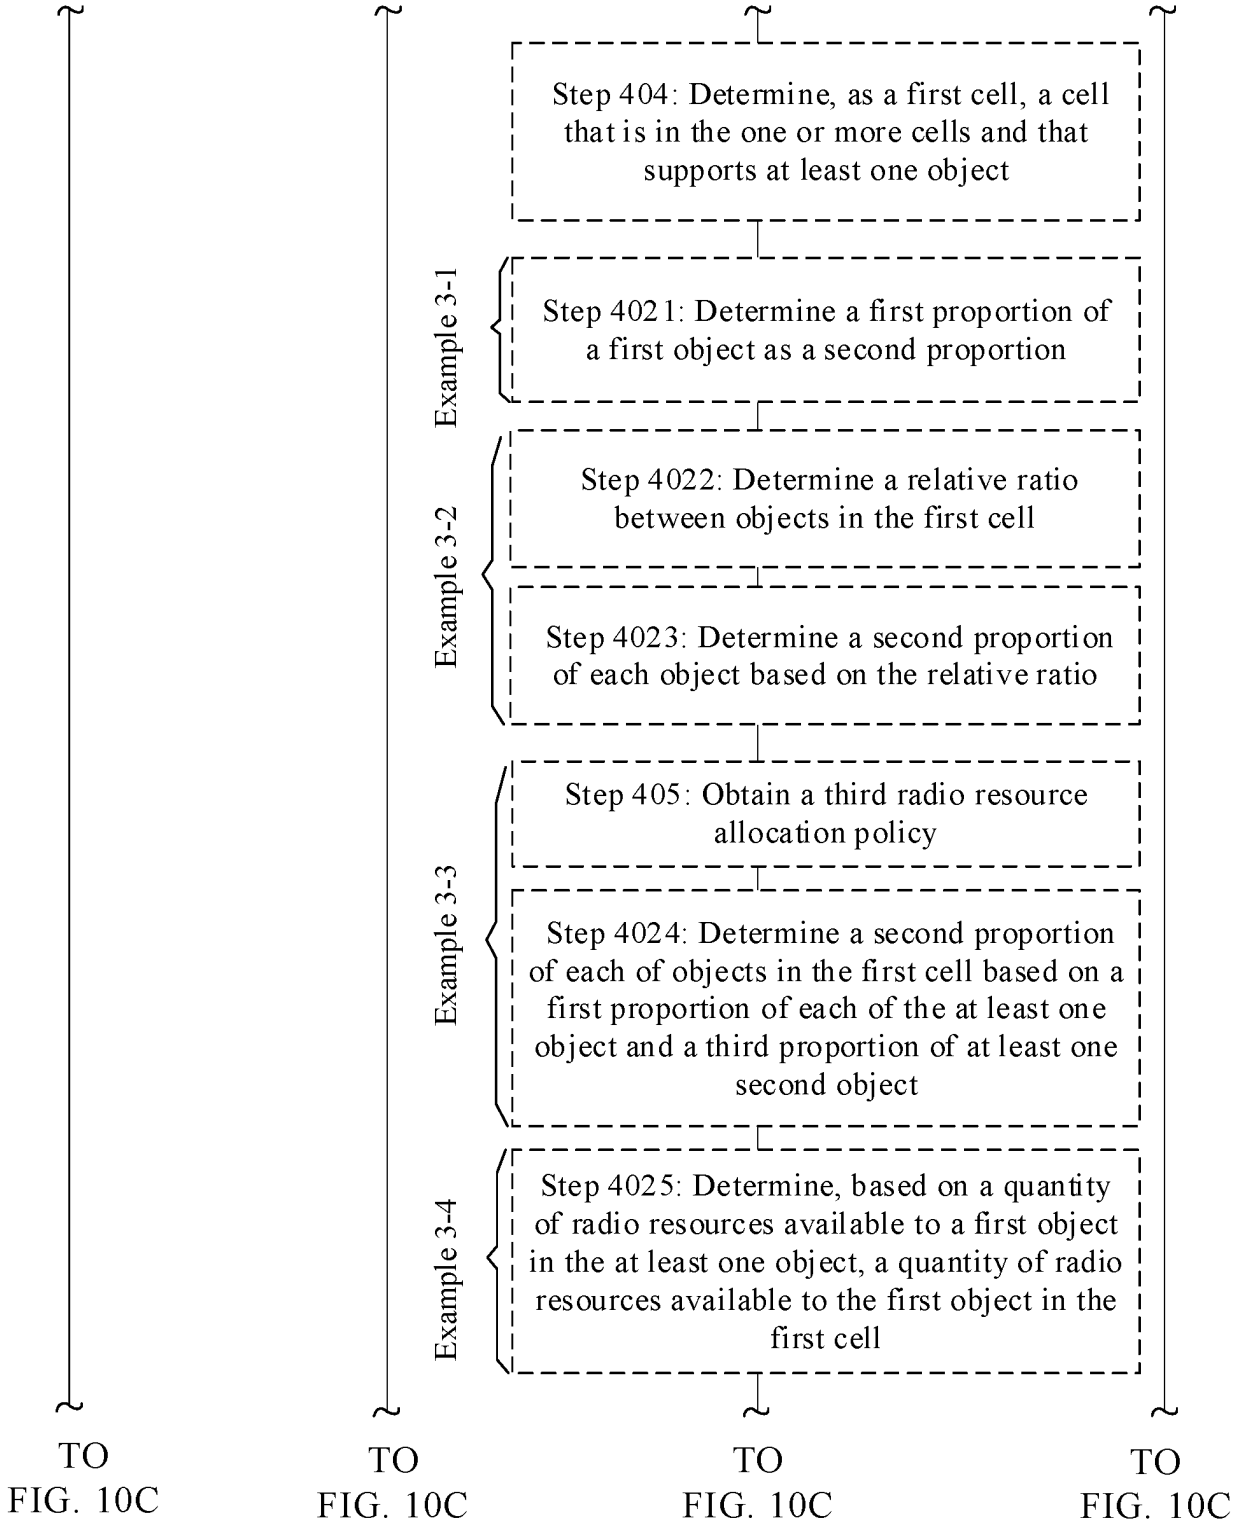 Step 404: Determine, as a first cell, a cell
that is in the one or more cells and that
supports at least one object
Example 3-1
Step 4021: Determine a first proportion of
a first object as a second proportion
Example 3-2
Step 4022: Determine a relative ratio
between objects in the first cell
Step 4023: Determine a second proportion
of each object based on the relative ratio
Example 3-3
Step 405: Obtain a third radio resource
allocation policy
Step 4024: Determine a second proportion
of each of objects in the first cell based on a
first proportion of each of the at least one
object and a third proportion of at least one
second object
Example 3-4
Step 4025: Determine, based on a quantity
of radio resources available to a first object
in the at least one object, a quantity of radio
resources available to the first object in the
first cell
TO
FIG. 10C
TO
FIG. 10C
TO
FIG. 10C
TO
FIG. 10C